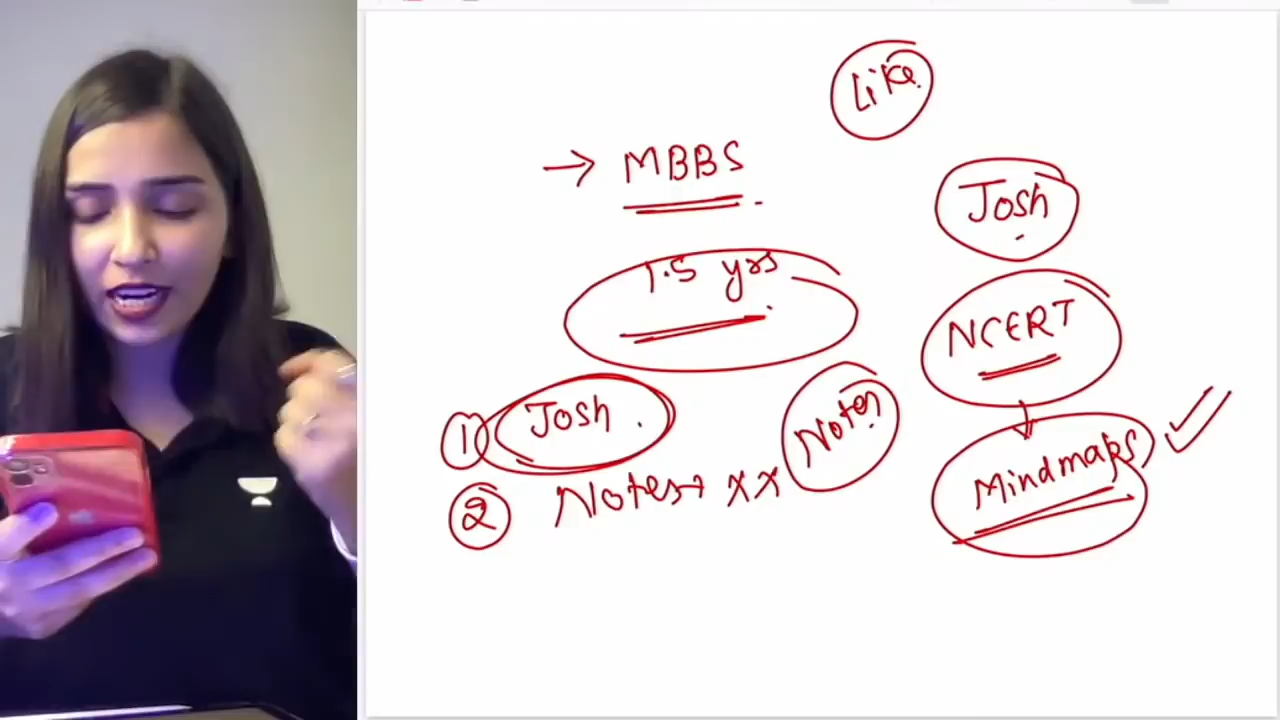 Like
→ MBBS
Josh
1.5 yrs
NCERT
① Josh.
Notes
② Notes→ xx
Mindmaps